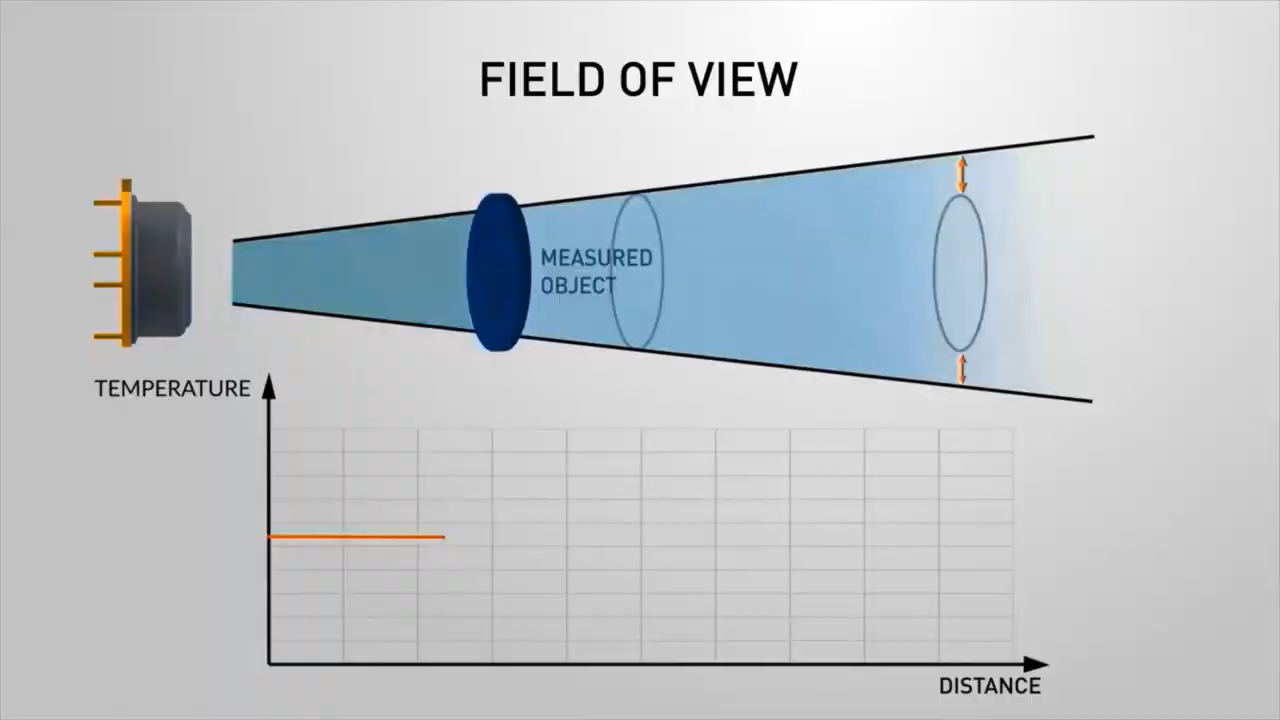 FIELD OF VIEW
MEASURED
OBJECT
TEMPERATURE
DISTANCE